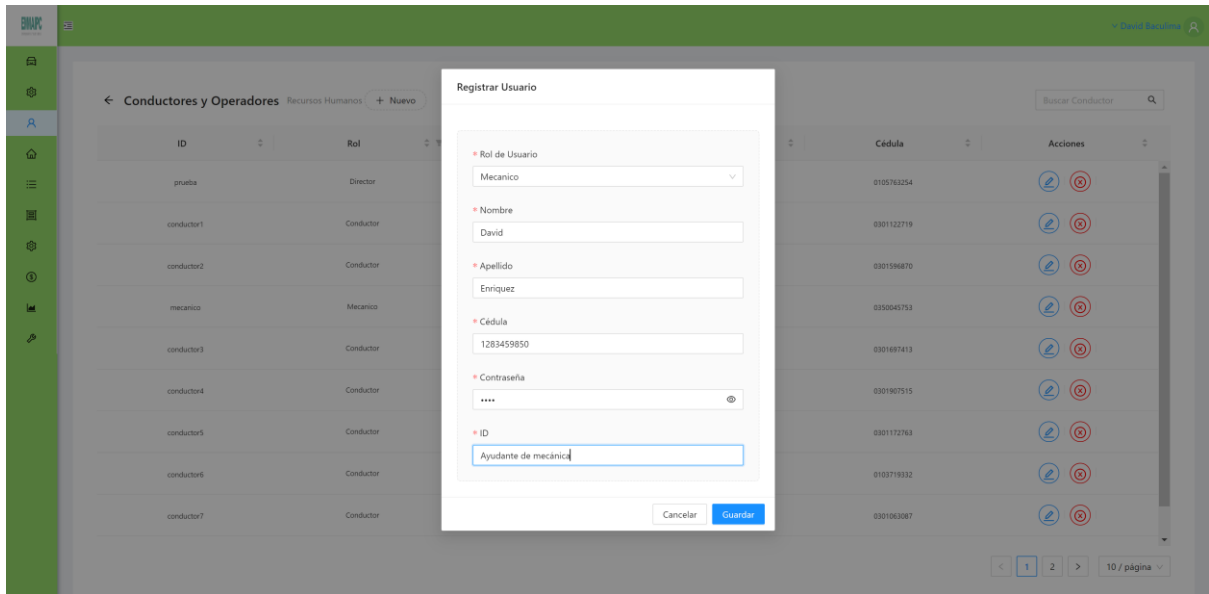 EMAPC
David Baculima
← Conductores y Operadores Recursos Humanos + Nuevo
Buscar Conductor
ID Rol Cédula Acciones
prueba Director 0105763254
conductor1 Conductor 0301122719
conductor2 Conductor 0301596870
mecanico Mecanico 0350045753
conductor3 Conductor 0301697413
conductor4 Conductor 0301907515
conductor5 Conductor 0301172763
conductor6 Conductor 0103719332
conductor7 Conductor 0301063087
Registrar Usuario
* Rol de Usuario
Mecanico
* Nombre
David
* Apellido
Enriquez
* Cédula
1283459850
* Contraseña
••••
* ID
Ayudante de mecánica
Cancelar Guardar
< 1 2 > 10 / página